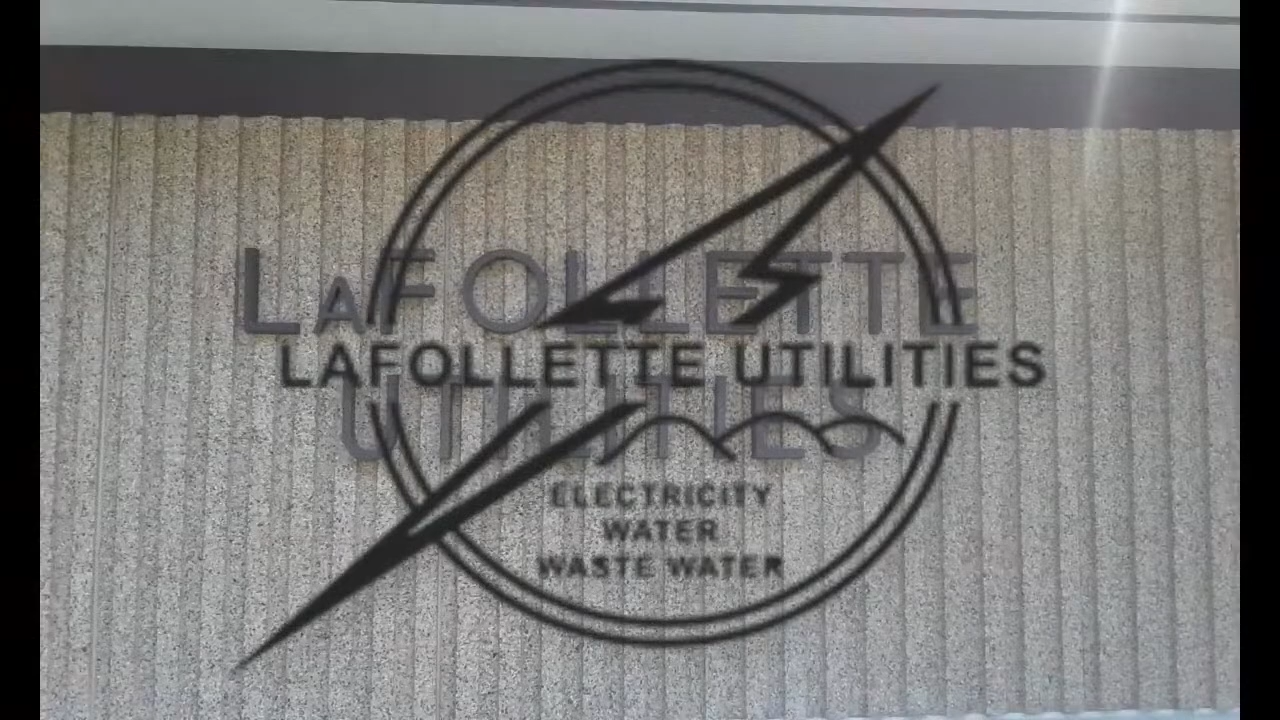 LAFOLLETTE
LAFOLLETTE UTILITIES
UTILITIES
ELECTRICITY
WATER
WASTE WATER